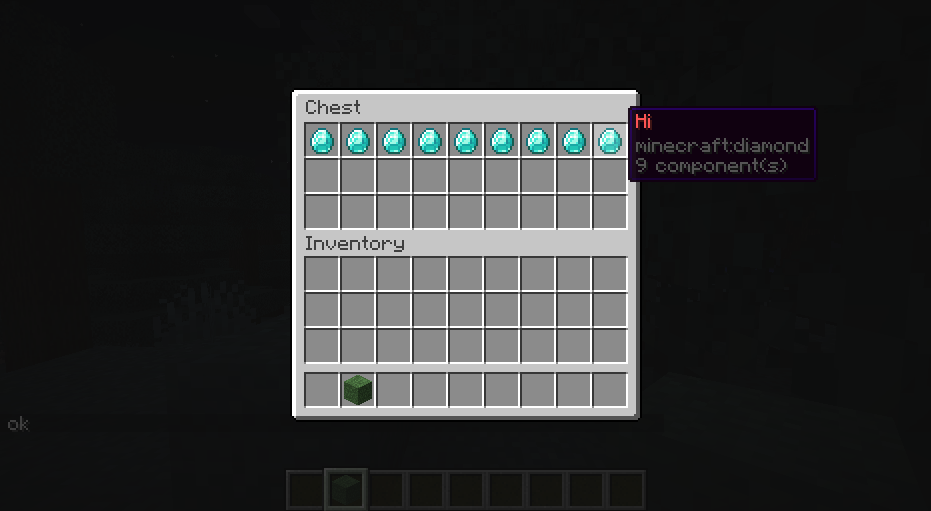 Chest
Hi
minecraft:diamond
9 component(s)
Inventory
ok